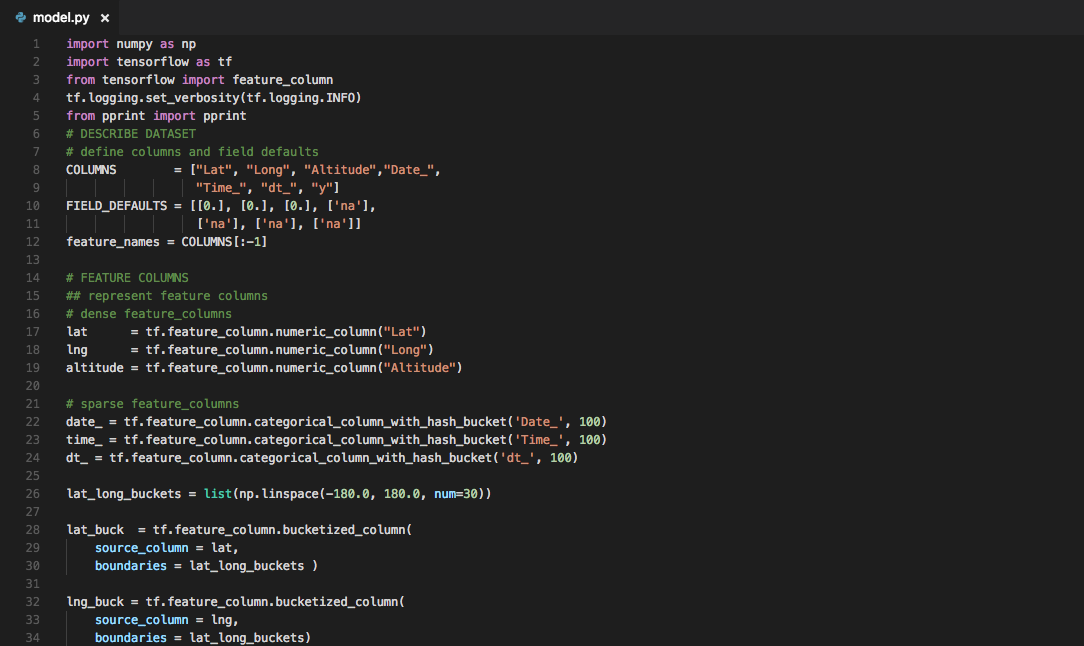 model.py ×
1 import numpy as np
2 import tensorflow as tf
3 from tensorflow import feature_column
4 tf.logging.set_verbosity(tf.logging.INFO)
5 from pprint import pprint
6 # DESCRIBE DATASET
7 # define columns and field defaults
8 COLUMNS        = ["Lat", "Long", "Altitude","Date_",
9                   "Time_", "dt_", "y"]
10 FIELD_DEFAULTS = [[0.], [0.], [0.], ['na'],
11                   ['na'], ['na'], ['na']]
12 feature_names = COLUMNS[:-1]
13
14 # FEATURE COLUMNS
15 ## represent feature columns
16 # dense feature_columns
17 lat      = tf.feature_column.numeric_column("Lat")
18 lng      = tf.feature_column.numeric_column("Long")
19 altitude = tf.feature_column.numeric_column("Altitude")
20
21 # sparse feature_columns
22 date_ = tf.feature_column.categorical_column_with_hash_bucket('Date_', 100)
23 time_ = tf.feature_column.categorical_column_with_hash_bucket('Time_', 100)
24 dt_ = tf.feature_column.categorical_column_with_hash_bucket('dt_', 100)
25
26 lat_long_buckets = list(np.linspace(-180.0, 180.0, num=30))
27
28 lat_buck  = tf.feature_column.bucketized_column(
29     source_column = lat,
30     boundaries = lat_long_buckets )
31
32 lng_buck = tf.feature_column.bucketized_column(
33     source_column = lng,
34     boundaries = lat_long_buckets)